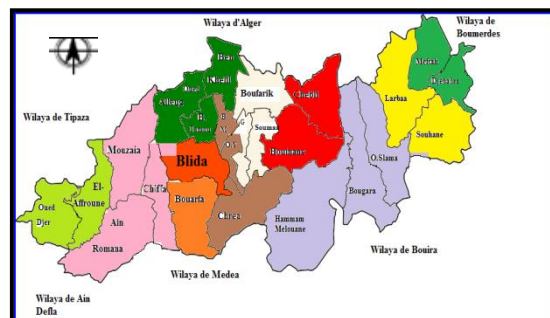 Wilaya d'Alger
Wilaya de
Boumerdes
Wilaya de Tipaza
Boufarik
Chebli
Larbaa
Souhane
Soumaa
G
Mouzaia
Blida
El-
Affroune
Chiffa
O.Slama
Oued
Djer
Bouarfa
Chrea
Hammam
Melouane
Bougara
Ain
Romana
Wilaya de Bouira
Wilaya de Medea
Wilaya de Ain
Defla